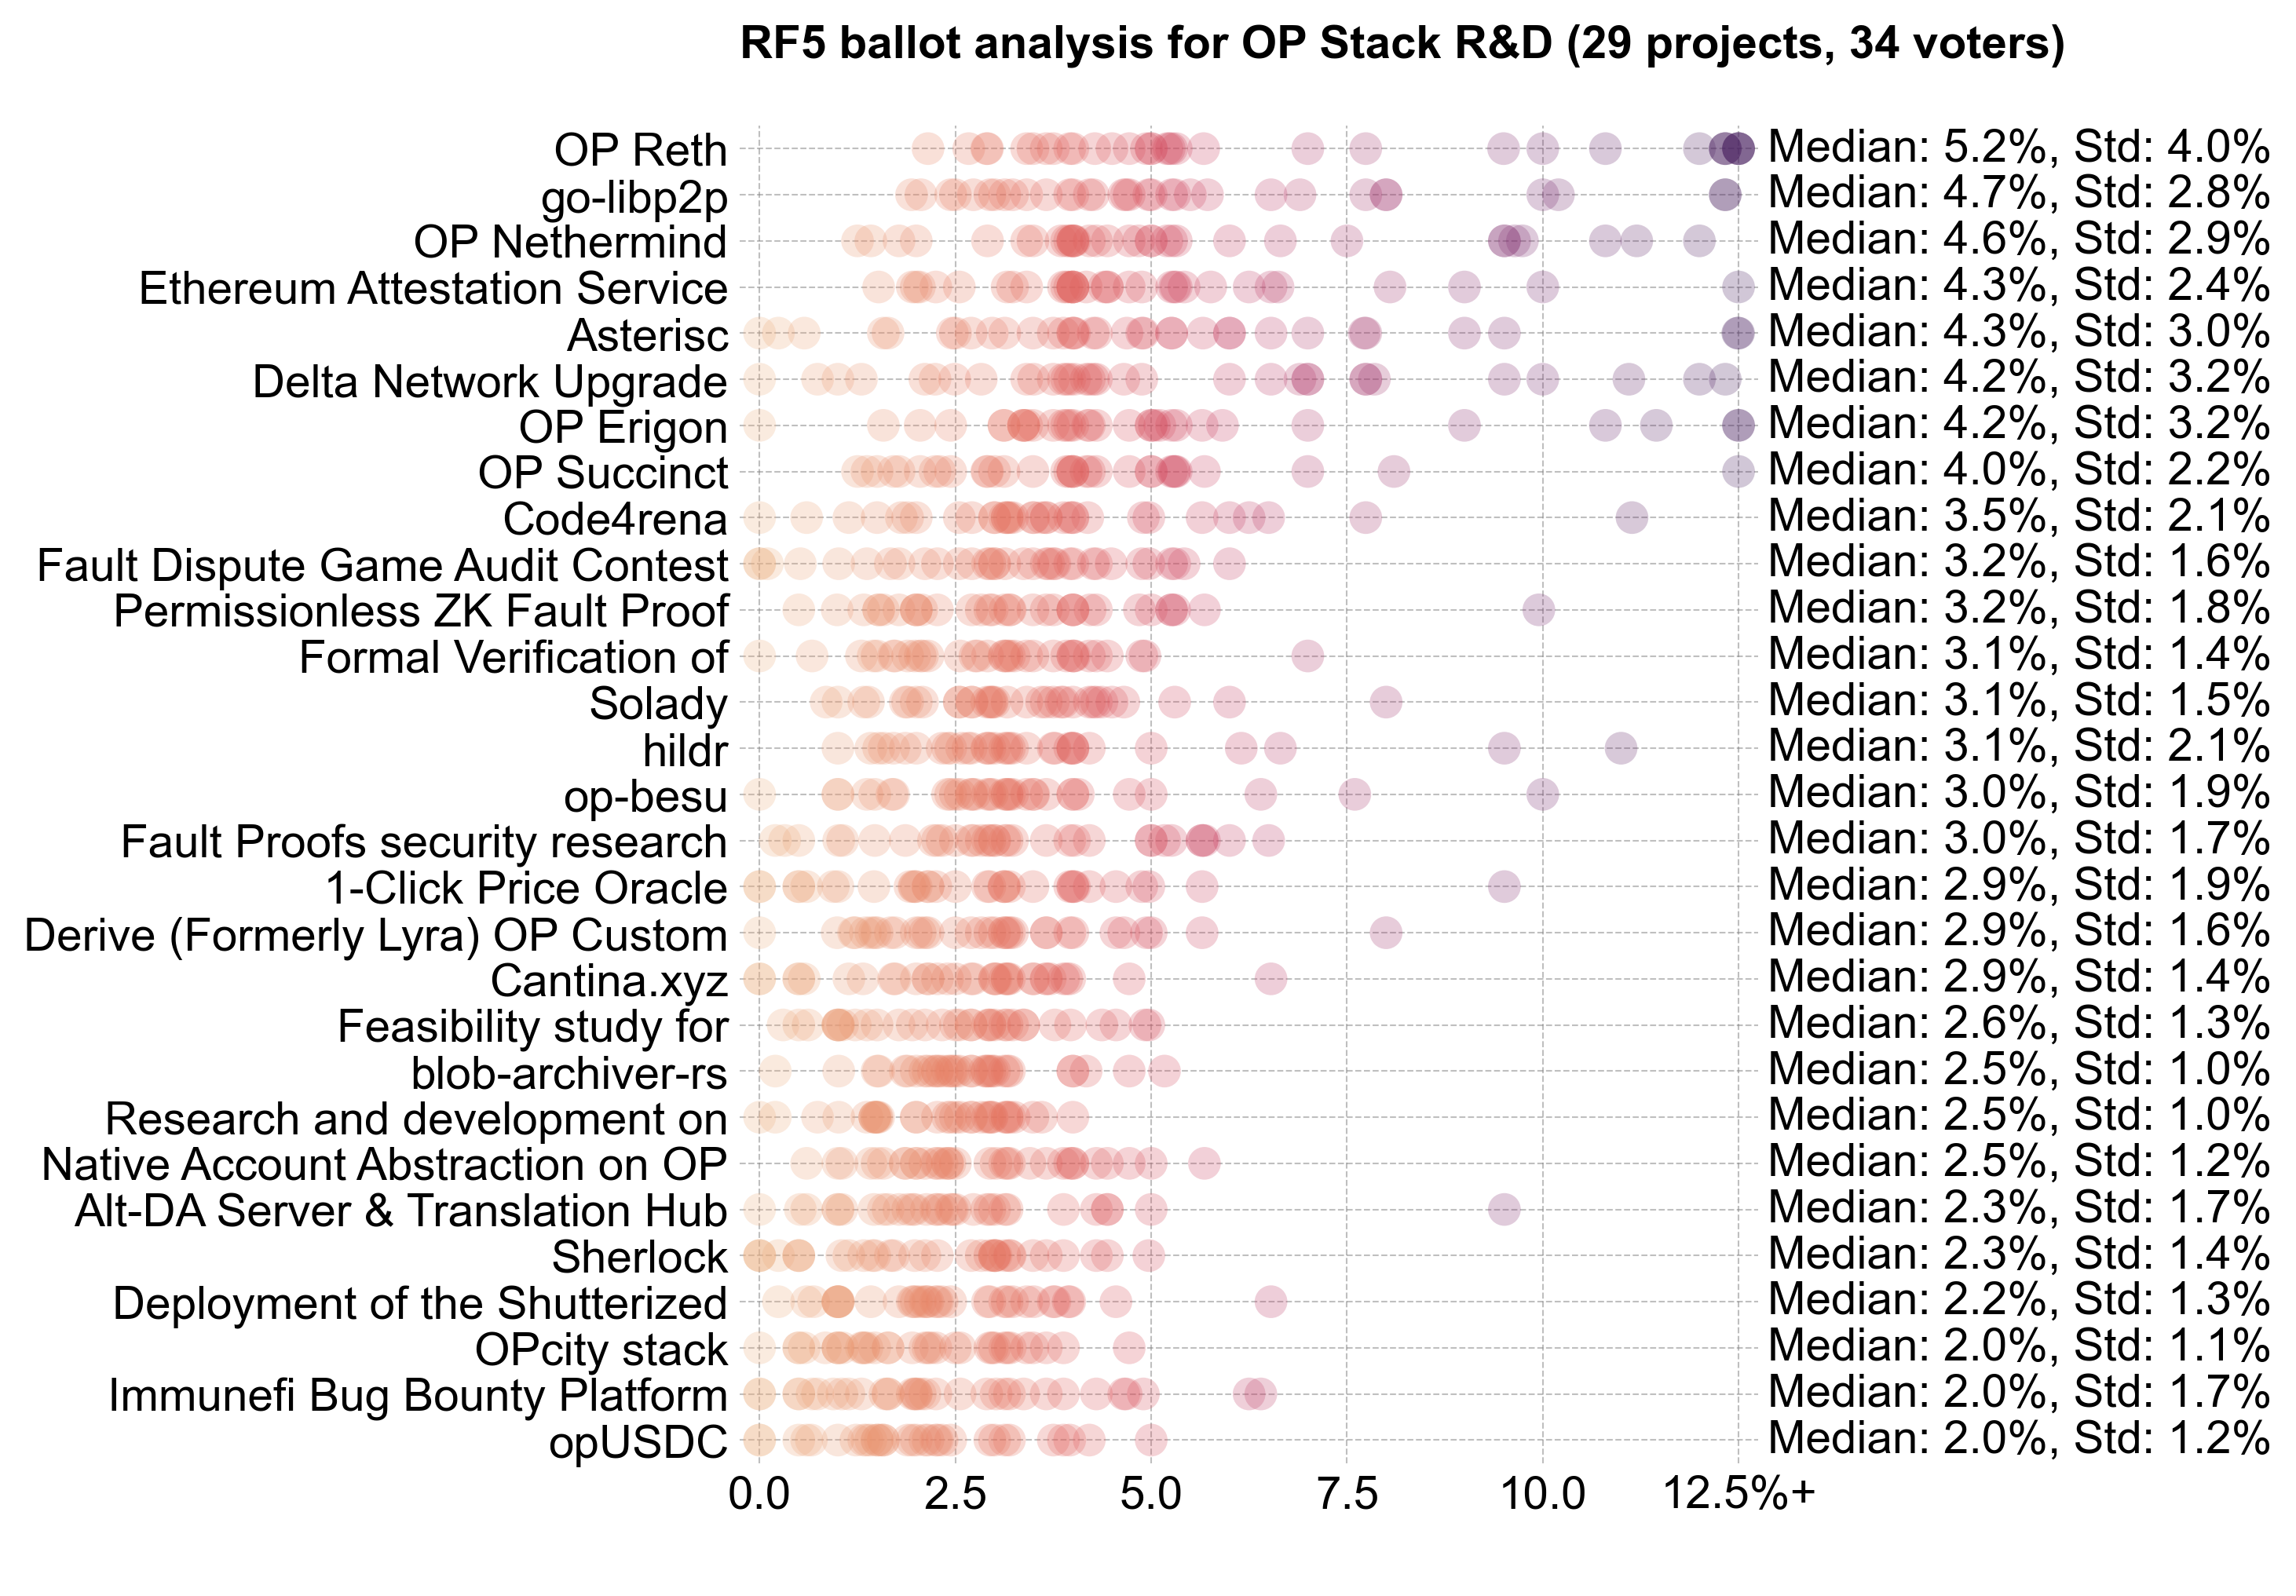 RF5 ballot analysis for OP Stack R&D (29 projects, 34 voters)
OP Reth Median: 5.2%, Std: 4.0%
go-libp2p Median: 4.7%, Std: 2.8%
OP Nethermind Median: 4.6%, Std: 2.9%
Ethereum Attestation Service Median: 4.3%, Std: 2.4%
Asterisc Median: 4.3%, Std: 3.0%
Delta Network Upgrade Median: 4.2%, Std: 3.2%
OP Erigon Median: 4.2%, Std: 3.2%
OP Succinct Median: 4.0%, Std: 2.2%
Code4rena Median: 3.5%, Std: 2.1%
Fault Dispute Game Audit Contest Median: 3.2%, Std: 1.6%
Permissionless ZK Fault Proof Median: 3.2%, Std: 1.8%
Formal Verification of Median: 3.1%, Std: 1.4%
Solady Median: 3.1%, Std: 1.5%
hildr Median: 3.1%, Std: 2.1%
op-besu Median: 3.0%, Std: 1.9%
Fault Proofs security research Median: 3.0%, Std: 1.7%
1-Click Price Oracle Median: 2.9%, Std: 1.9%
Derive (Formerly Lyra) OP Custom Median: 2.9%, Std: 1.6%
Cantina.xyz Median: 2.9%, Std: 1.4%
Feasibility study for Median: 2.6%, Std: 1.3%
blob-archiver-rs Median: 2.5%, Std: 1.0%
Research and development on Median: 2.5%, Std: 1.0%
Native Account Abstraction on OP Median: 2.5%, Std: 1.2%
Alt-DA Server & Translation Hub Median: 2.3%, Std: 1.7%
Sherlock Median: 2.3%, Std: 1.4%
Deployment of the Shutterized Median: 2.2%, Std: 1.3%
OPcity stack Median: 2.0%, Std: 1.1%
Immunefi Bug Bounty Platform Median: 2.0%, Std: 1.7%
opUSDC Median: 2.0%, Std: 1.2%
0.0 2.5 5.0 7.5 10.0 12.5%+